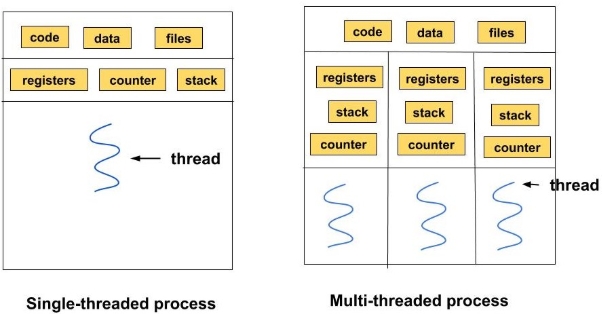 code data files
registers counter stack
thread
Single-threaded process
code data files
registers registers registers
stack stack stack
counter counter counter
thread
Multi-threaded process